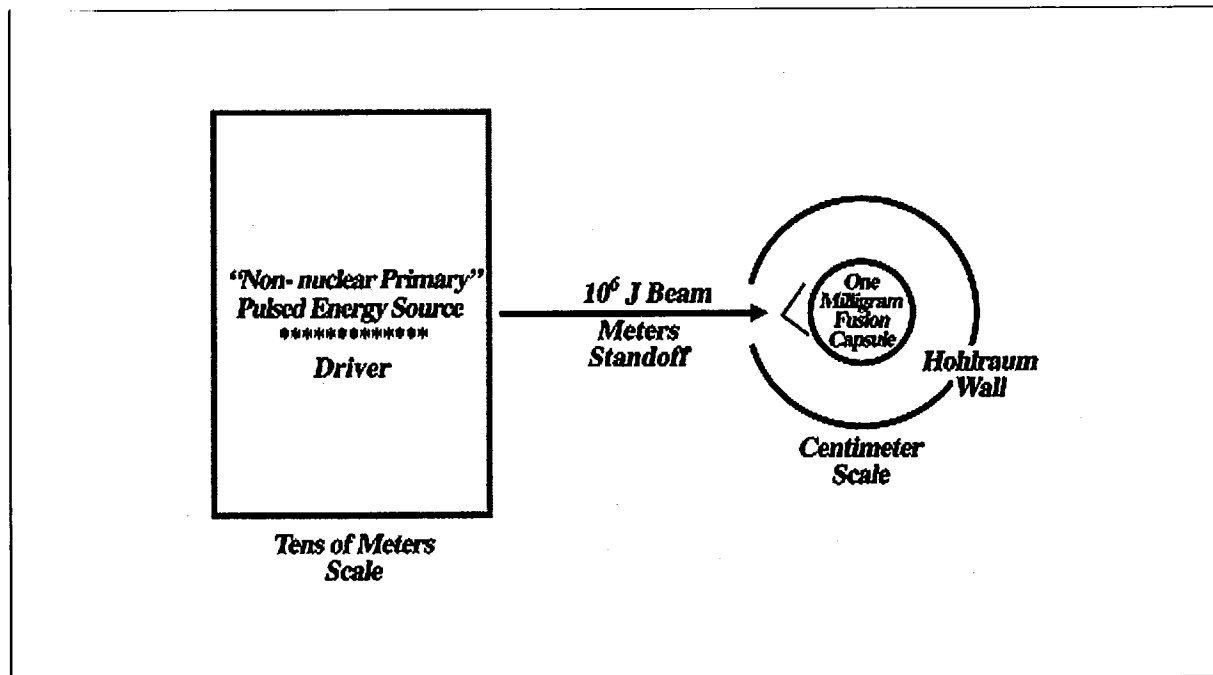 “Non- nuclear Primary”
Pulsed Energy Source
*************
Driver
Tens of Meters
Scale
10⁶ J Beam
Meters
Standoff
One
Milligram
Fusion
Capsule
Hohlraum
Wall
Centimeter
Scale